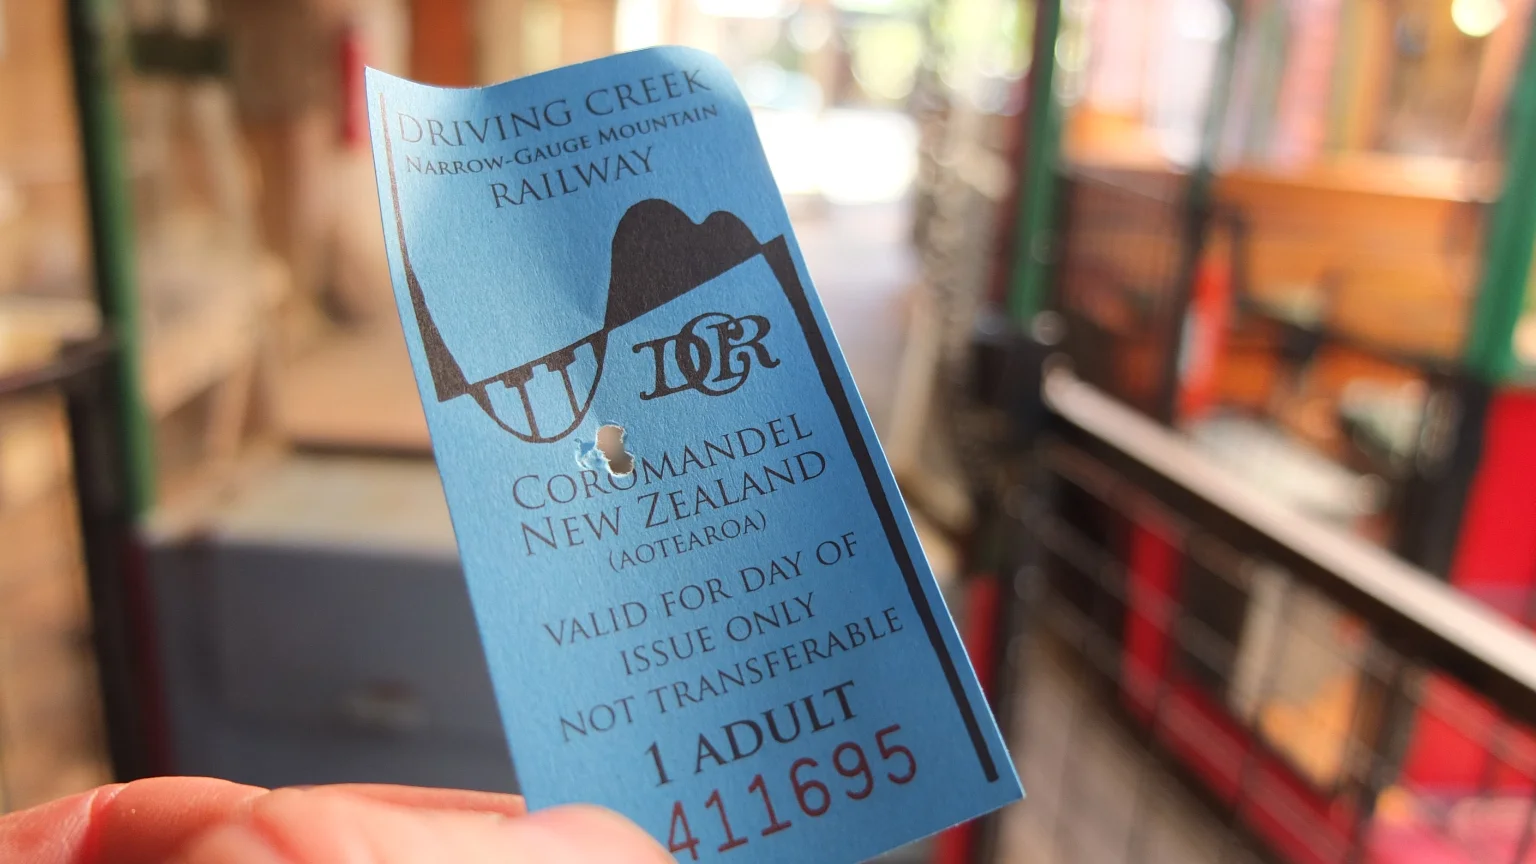 DRIVING CREEK
NARROW-GAUGE MOUNTAIN
RAILWAY
DCR
COROMANDEL
NEW ZEALAND
(AOTEAROA)
VALID FOR DAY OF
ISSUE ONLY
NOT TRANSFERABLE
1 ADULT
411695